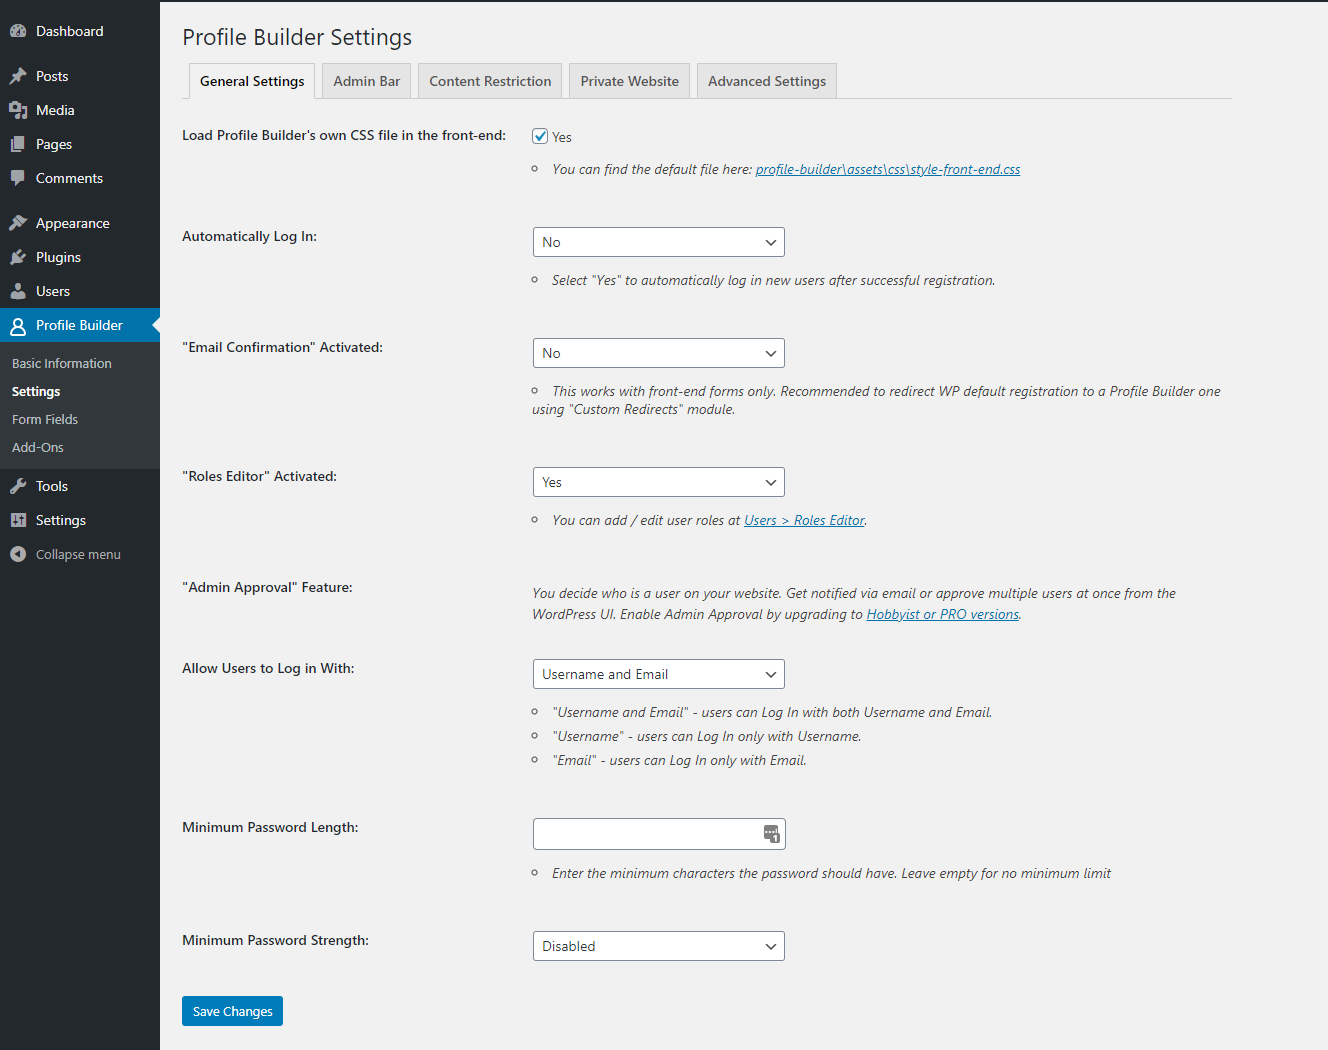 Dashboard
Posts
Media
Pages
Comments
Appearance
Plugins
Users
Profile Builder
Basic Information
Settings
Form Fields
Add-Ons
Tools
Settings
Collapse menu
Profile Builder Settings
General Settings
Admin Bar
Content Restriction
Private Website
Advanced Settings
Load Profile Builder's own CSS file in the front-end:
Yes
You can find the default file here: profile-builder\assets\css\style-front-end.css
Automatically Log In:
No
Select "Yes" to automatically log in new users after successful registration.
"Email Confirmation" Activated:
No
This works with front-end forms only. Recommended to redirect WP default registration to a Profile Builder one
using "Custom Redirects" module.
"Roles Editor" Activated:
Yes
You can add / edit user roles at Users > Roles Editor.
"Admin Approval" Feature:
You decide who is a user on your website. Get notified via email or approve multiple users at once from the
WordPress UI. Enable Admin Approval by upgrading to Hobbyist or PRO versions.
Allow Users to Log in With:
Username and Email
"Username and Email" - users can Log In with both Username and Email.
"Username" - users can Log In only with Username.
"Email" - users can Log In only with Email.
Minimum Password Length:
1
Enter the minimum characters the password should have. Leave empty for no minimum limit
Minimum Password Strength:
Disabled
Save Changes